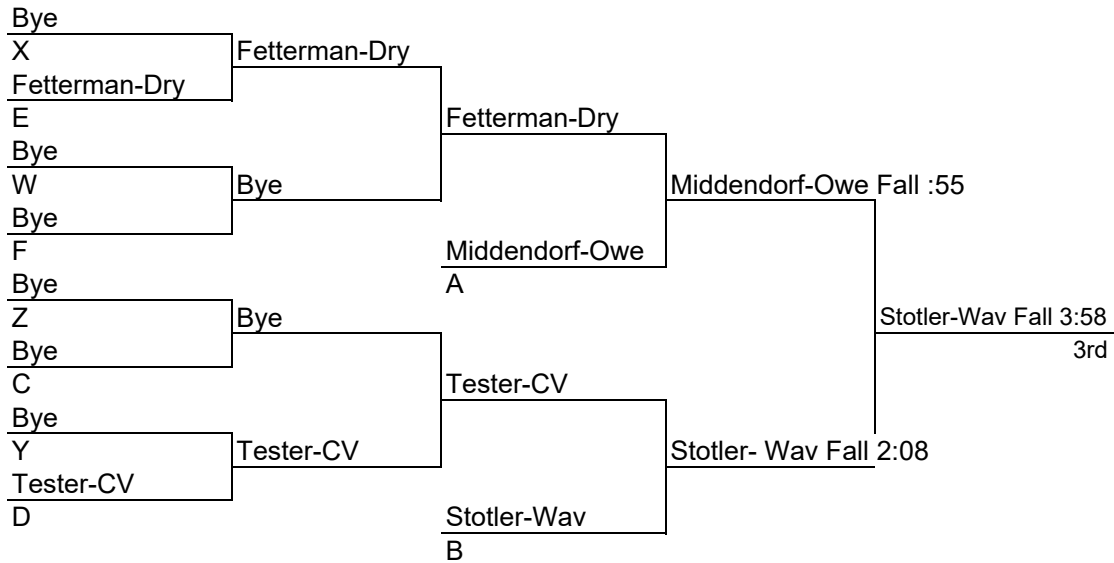 Bye
X
Fetterman-Dry
Fetterman-Dry
E
Fetterman-Dry
Bye
W
Bye
Middendorf-Owe Fall :55
Bye
F
Middendorf-Owe
Bye
A
Z
Bye
Stotler-Wav Fall 3:58
Bye
3rd
C
Tester-CV
Bye
Y
Tester-CV
Stotler- Wav Fall 2:08
Tester-CV
D
Stotler-Wav
B